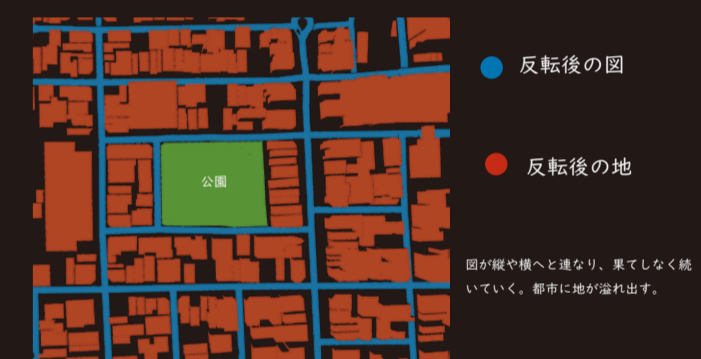 反転後の図
公園
反転後の地
図が縦や横へと連なり、果てしなく続
いていく。都市に地が溢れ出す。